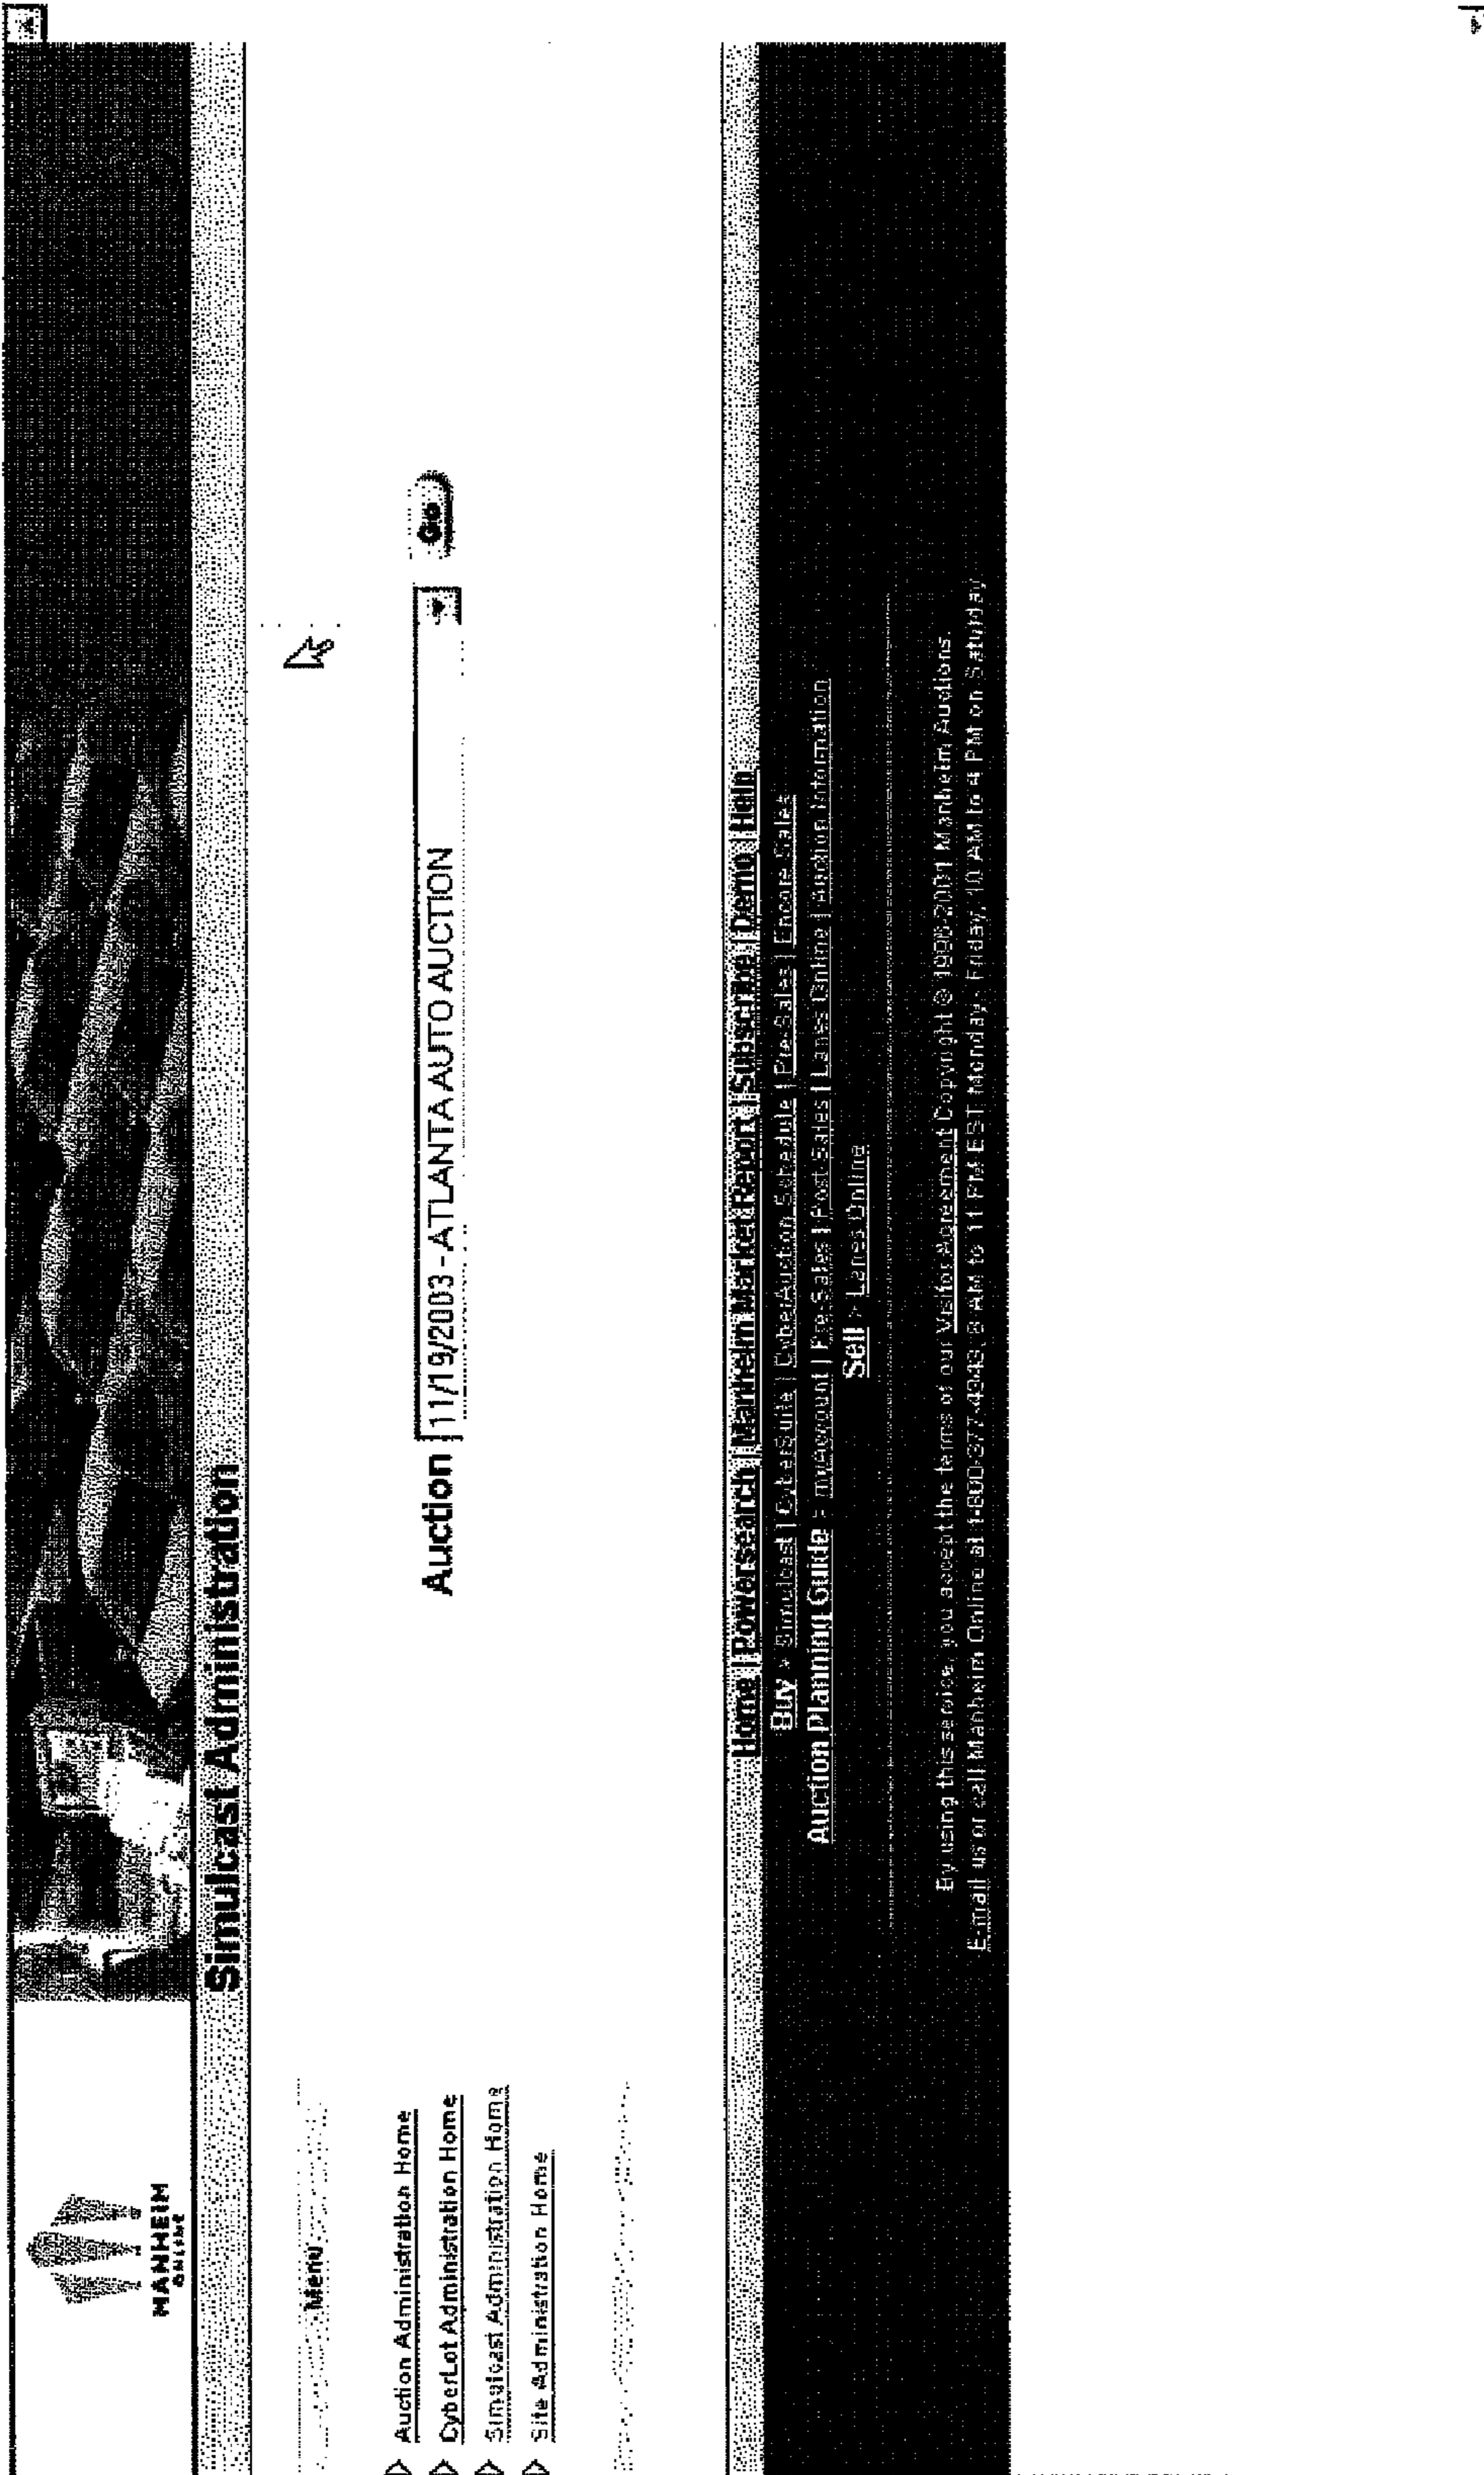 MANHEIM
ONLINE
Simulcast Administration
Menu
Auction Administration Home
CyberLot Administration Home
Simulcast Administration Home
Site Administration Home
Auction 11/19/2003 - ATLANTA AUTO AUCTION Go
Home | Powersearch | Manheim Market Report | Subscribe | Demo | Help
Buy > Simulcast | CyberSuite | CyberAuction Schedule | Pre-Sales | Encore Sales
Auction Planning Guide > myAccount | Pre-Sales | Post-Sales | Lanes Online | Auction Information
Sell > Lanes Online
By using this service, you accept the terms of our Visitor Agreement Copyright © 1996-2001 Manheim Auctions.
E-mail us or call Manheim Online at 1-800-377-4943 (8 AM to 11 PM EST Monday - Friday, 10 AM to 4 PM on Saturday